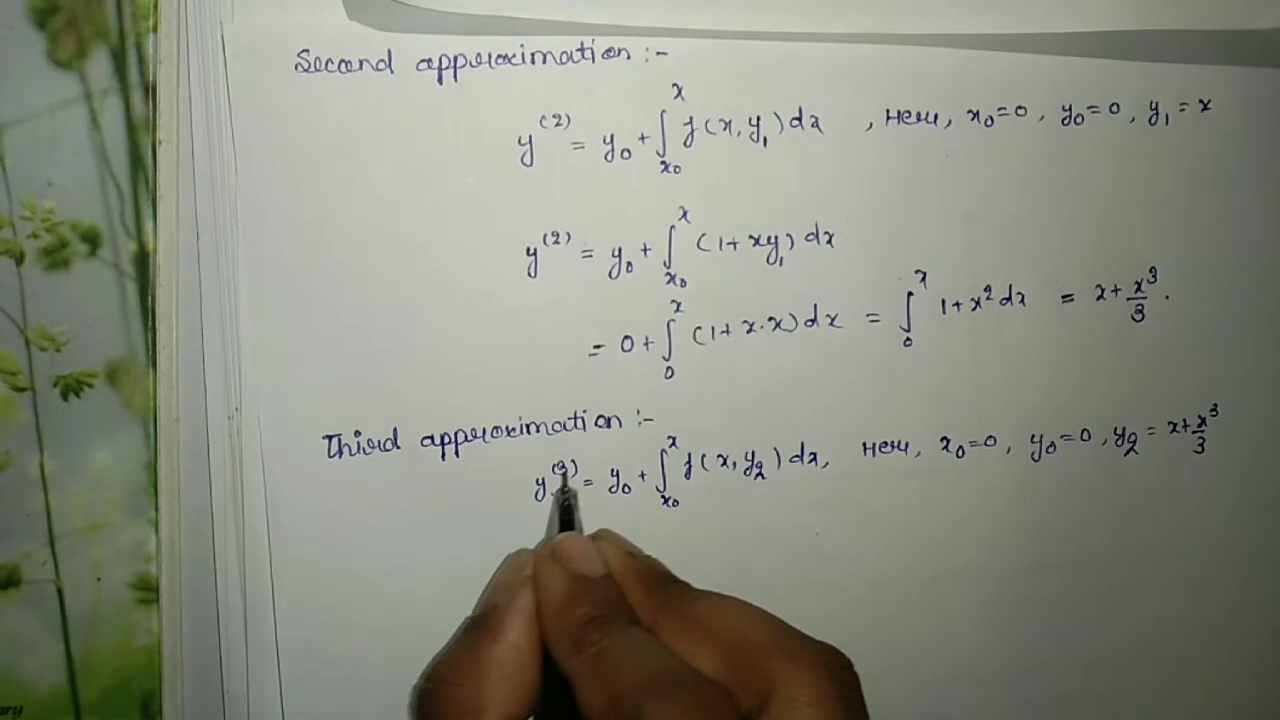 Second approximation :-
y^(2) = y₀ + ∫_{x₀}^{x} f(x, y₁) dx , Here, x₀=0, y₀=0, y₁ = x
y^(2) = y₀ + ∫_{x₀}^{x} (1+xy₁) dx
= 0 + ∫_{0}^{x} (1+x.x) dx = ∫_{0}^{x} 1+x² dx = x + x³/3 .
Third approximation :-
y^(3) = y₀ + ∫_{x₀}^{x} f(x, y₂) dx, Here, x₀=0, y₀=0, y₂ = x+x³/3